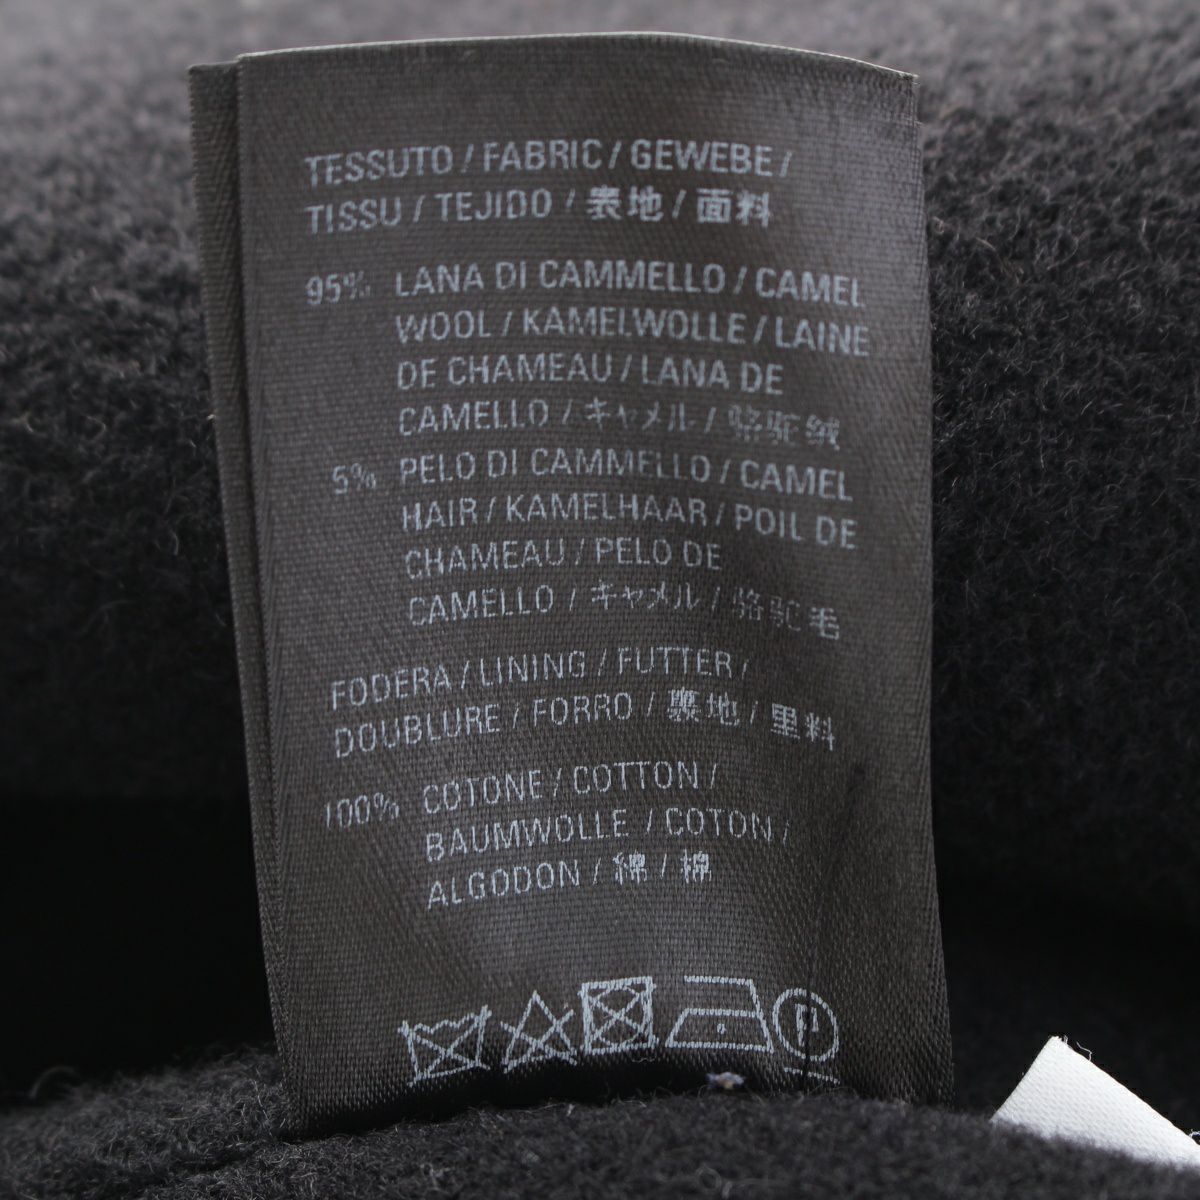 TESSUTO / FABRIC / GEWEBE /
TISSU / TEJIDO / 表地 / 面料
95% LANA DI CAMMELLO / CAMEL
WOOL / KAMELWOLLE / LAINE
DE CHAMEAU / LANA DE
CAMELLO / キャメル / 骆驼绒
5% PELO DI CAMMELLO / CAMEL
HAIR / KAMELHAAR / POIL DE
CHAMEAU / PELO DE
CAMELLO / キャメル / 骆驼毛
FODERA / LINING / FUTTER /
DOUBLURE / FORRO / 裏地 / 里料
100% COTONE / COTTON /
BAUMWOLLE / COTON /
ALGODON / 綿 / 棉
P